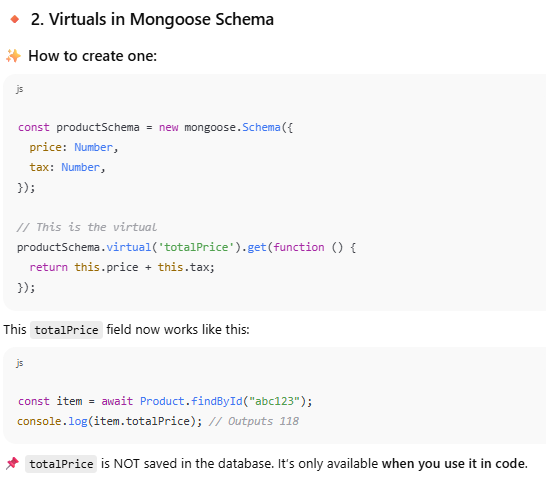 🔸 2. Virtuals in Mongoose Schema
✨ How to create one:
js
const productSchema = new mongoose.Schema({
  price: Number,
  tax: Number,
});
// This is the virtual
productSchema.virtual('totalPrice').get(function () {
  return this.price + this.tax;
});
This totalPrice field now works like this:
js
const item = await Product.findById("abc123");
console.log(item.totalPrice); // Outputs 118
📌 totalPrice is NOT saved in the database. It's only available when you use it in code.